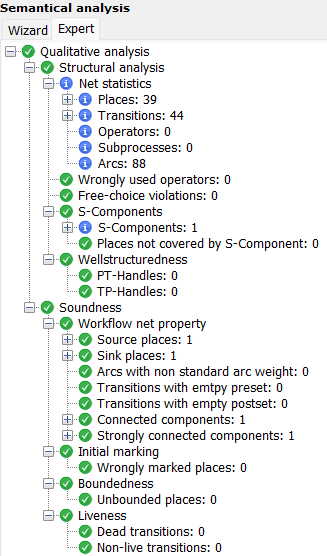 Semantical analysis
Wizard Expert
Qualitative analysis
Structural analysis
Net statistics
Places: 39
Transitions: 44
Operators: 0
Subprocesses: 0
Arcs: 88
Wrongly used operators: 0
Free-choice violations: 0
S-Components
S-Components: 1
Places not covered by S-Component: 0
Wellstructuredness
PT-Handles: 0
TP-Handles: 0
Soundness
Workflow net property
Source places: 1
Sink places: 1
Arcs with non standard arc weight: 0
Transitions with emtpy preset: 0
Transitions with empty postset: 0
Connected components: 1
Strongly connected components: 1
Initial marking
Wrongly marked places: 0
Boundedness
Unbounded places: 0
Liveness
Dead transitions: 0
Non-live transitions: 0